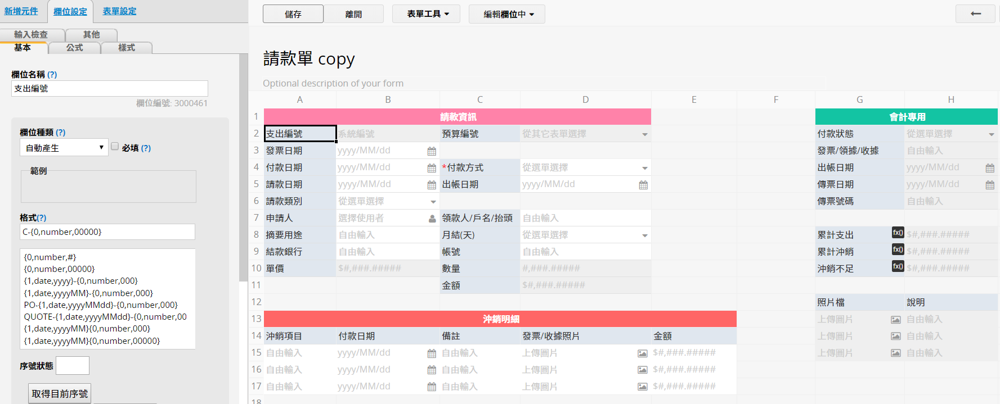 新增元件 欄位設定 表單設定
儲存 離開 表單工具 編輯欄位中
輸入檢查 其他
基本 公式 樣式
請款單 copy
Optional description of your form
欄位名稱 (?)
支出編號
欄位編號: 3000461
欄位種類 (?)
自動產生 必填 (?)
範例
格式(?)
C-{0,number,00000}
{0,number,#}
{0,number,00000}
{1,date,yyyy}-{0,number,000}
{1,date,yyyyMM}-{0,number,000}
PO-{1,date,yyyyMMdd}-{0,number,000}
QUOTE-{1,date,yyyyMMdd}-{0,number,00
{1,date,yyyyMM}{0,number,000}
{1,date,yyyyMM}{0,number,00000}
序號狀態
取得目前序號
A B C D E F G H
1 請款資訊 會計專用
2 支出編號 系統編號 預算編號 從其它表單選擇 付款狀態 從選單選擇
3 發票日期 yyyy/MM/dd 發票/領據/收據 自由輸入
4 付款日期 yyyy/MM/dd *付款方式 從選單選擇 出帳日期 yyyy/MM/dd
5 請款日期 yyyy/MM/dd 出帳日期 yyyy/MM/dd 傳票日期 yyyy/MM/dd
6 請款類別 從選單選擇 傳票號碼 自由輸入
7 申請人 選擇使用者 領款人/戶名/抬頭 自由輸入
8 摘要用途 自由輸入 月結(天) 從選單選擇 累計支出 fx() $#,###.#####
9 結款銀行 自由輸入 帳號 自由輸入 累計沖銷 fx() $#,###.#####
10 單價 $#,###.##### 數量 #,###.##### 沖銷不足 fx() $#,###.#####
11 金額 $#,###.#####
12 照片檔 說明
13 沖銷明細 上傳圖片 自由輸入
14 沖銷項目 付款日期 備註 發票/收據照片 金額 上傳圖片 自由輸入
15 自由輸入 yyyy/MM/dd 自由輸入 上傳圖片 $#,###.##### 上傳圖片 自由輸入
16 自由輸入 yyyy/MM/dd 自由輸入 上傳圖片 $#,###.#####
17 自由輸入 yyyy/MM/dd 自由輸入 上傳圖片 $#,###.#####
18